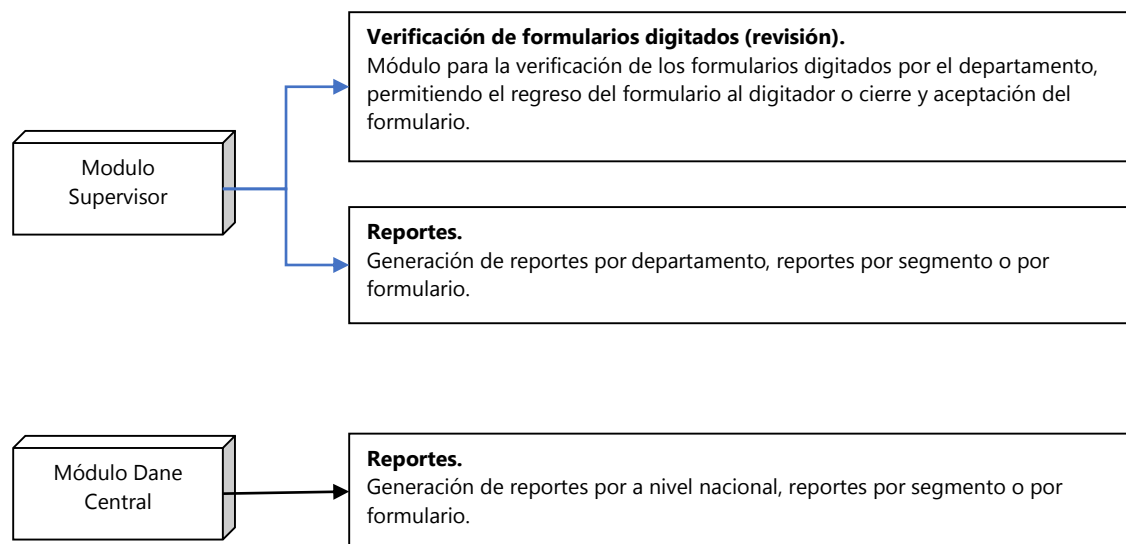 Verificación de formularios digitados (revisión).
Módulo para la verificación de los formularios digitados por el departamento,
permitiendo el regreso del formulario al digitador o cierre y aceptación del
formulario.
Modulo
Supervisor
Reportes.
Generación de reportes por departamento, reportes por segmento o por
formulario.
Módulo Dane
Central
Reportes.
Generación de reportes por a nivel nacional, reportes por segmento o por
formulario.